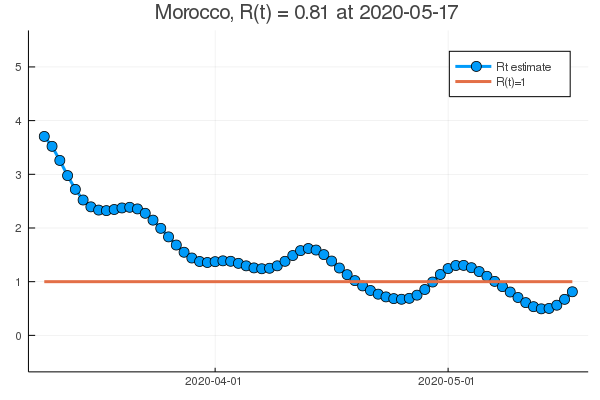 Morocco, R(t) = 0.81 at 2020-05-17
5
4
3
2
1
0
Rt estimate
R(t)=1
2020-04-01
2020-05-01